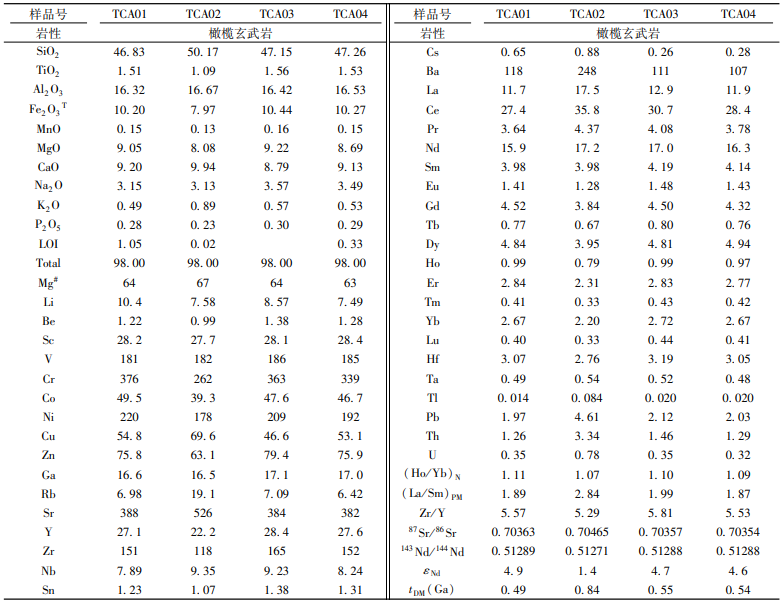 样品号 TCA01 TCA02 TCA03 TCA04 样品号 TCA01 TCA02 TCA03 TCA04
岩性 橄榄玄武岩 岩性 橄榄玄武岩
SiO₂ 46.83 50.17 47.15 47.26 Cs 0.65 0.88 0.26 0.28
TiO₂ 1.51 1.09 1.56 1.53 Ba 118 248 111 107
Al₂O₃ 16.32 16.67 16.42 16.53 La 11.7 17.5 12.9 11.9
Fe₂O₃ᵀ 10.20 7.97 10.44 10.27 Ce 27.4 35.8 30.7 28.4
MnO 0.15 0.13 0.16 0.15 Pr 3.64 4.37 4.08 3.78
MgO 9.05 8.08 9.22 8.69 Nd 15.9 17.2 17.0 16.3
CaO 9.20 9.94 8.79 9.13 Sm 3.98 3.98 4.19 4.14
Na₂O 3.15 3.13 3.57 3.49 Eu 1.41 1.28 1.48 1.43
K₂O 0.49 0.89 0.57 0.53 Gd 4.52 3.84 4.50 4.32
P₂O₅ 0.28 0.23 0.30 0.29 Tb 0.77 0.67 0.80 0.76
LOI 1.05 0.02 0.33 Dy 4.84 3.95 4.81 4.94
Total 98.00 98.00 98.00 98.00 Ho 0.99 0.79 0.99 0.97
Mg# 64 67 64 63 Er 2.84 2.31 2.83 2.77
Li 10.4 7.58 8.57 7.49 Tm 0.41 0.33 0.43 0.42
Be 1.22 0.99 1.38 1.28 Yb 2.67 2.20 2.72 2.67
Sc 28.2 27.7 28.1 28.4 Lu 0.40 0.33 0.44 0.41
V 181 182 186 185 Hf 3.07 2.76 3.19 3.05
Cr 376 262 363 339 Ta 0.49 0.54 0.52 0.48
Co 49.5 39.3 47.6 46.7 Tl 0.014 0.084 0.020 0.020
Ni 220 178 209 192 Pb 1.97 4.61 2.12 2.03
Cu 54.8 69.6 46.6 53.1 Th 1.26 3.34 1.46 1.29
Zn 75.8 63.1 79.4 75.9 U 0.35 0.78 0.35 0.32
Ga 16.6 16.5 17.1 17.0 (Ho/Yb)N 1.11 1.07 1.10 1.09
Rb 6.98 19.1 7.09 6.42 (La/Sm)PM 1.89 2.84 1.99 1.87
Sr 388 526 384 382 Zr/Y 5.57 5.29 5.81 5.53
Y 27.1 22.2 28.4 27.6 ⁸⁷Sr/⁸⁶Sr 0.70363 0.70465 0.70357 0.70354
Zr 151 118 165 152 ¹⁴³Nd/¹⁴⁴Nd 0.51289 0.51271 0.51288 0.51288
Nb 7.89 9.35 9.23 8.24 εNd 4.9 1.4 4.7 4.6
Sn 1.23 1.07 1.38 1.31 tDM(Ga) 0.49 0.84 0.55 0.54